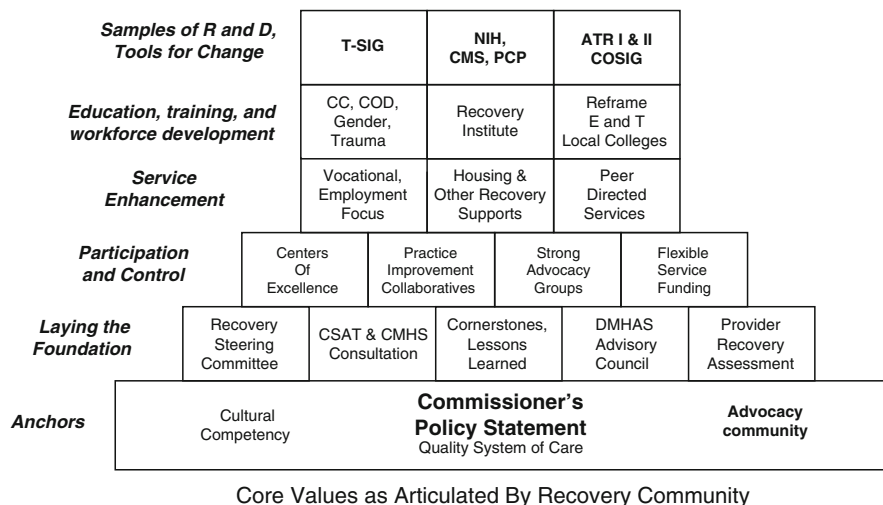 Samples of R and D,
Tools for Change
T-SIG
NIH,
CMS, PCP
ATR I & II
COSIG
Education, training, and
workforce development
CC, COD,
Gender,
Trauma
Recovery
Institute
Reframe
E and T
Local Colleges
Service
Enhancement
Vocational,
Employment
Focus
Housing &
Other Recovery
Supports
Peer
Directed
Services
Participation
and Control
Centers
Of
Excellence
Practice
Improvement
Collaboratives
Strong
Advocacy
Groups
Flexible
Service
Funding
Laying the
Foundation
Recovery
Steering
Committee
CSAT & CMHS
Consultation
Cornerstones,
Lessons
Learned
DMHAS
Advisory
Council
Provider
Recovery
Assessment
Anchors
Cultural
Competency
Commissioner's
Policy Statement
Quality System of Care
Advocacy
community
Core Values as Articulated By Recovery Community